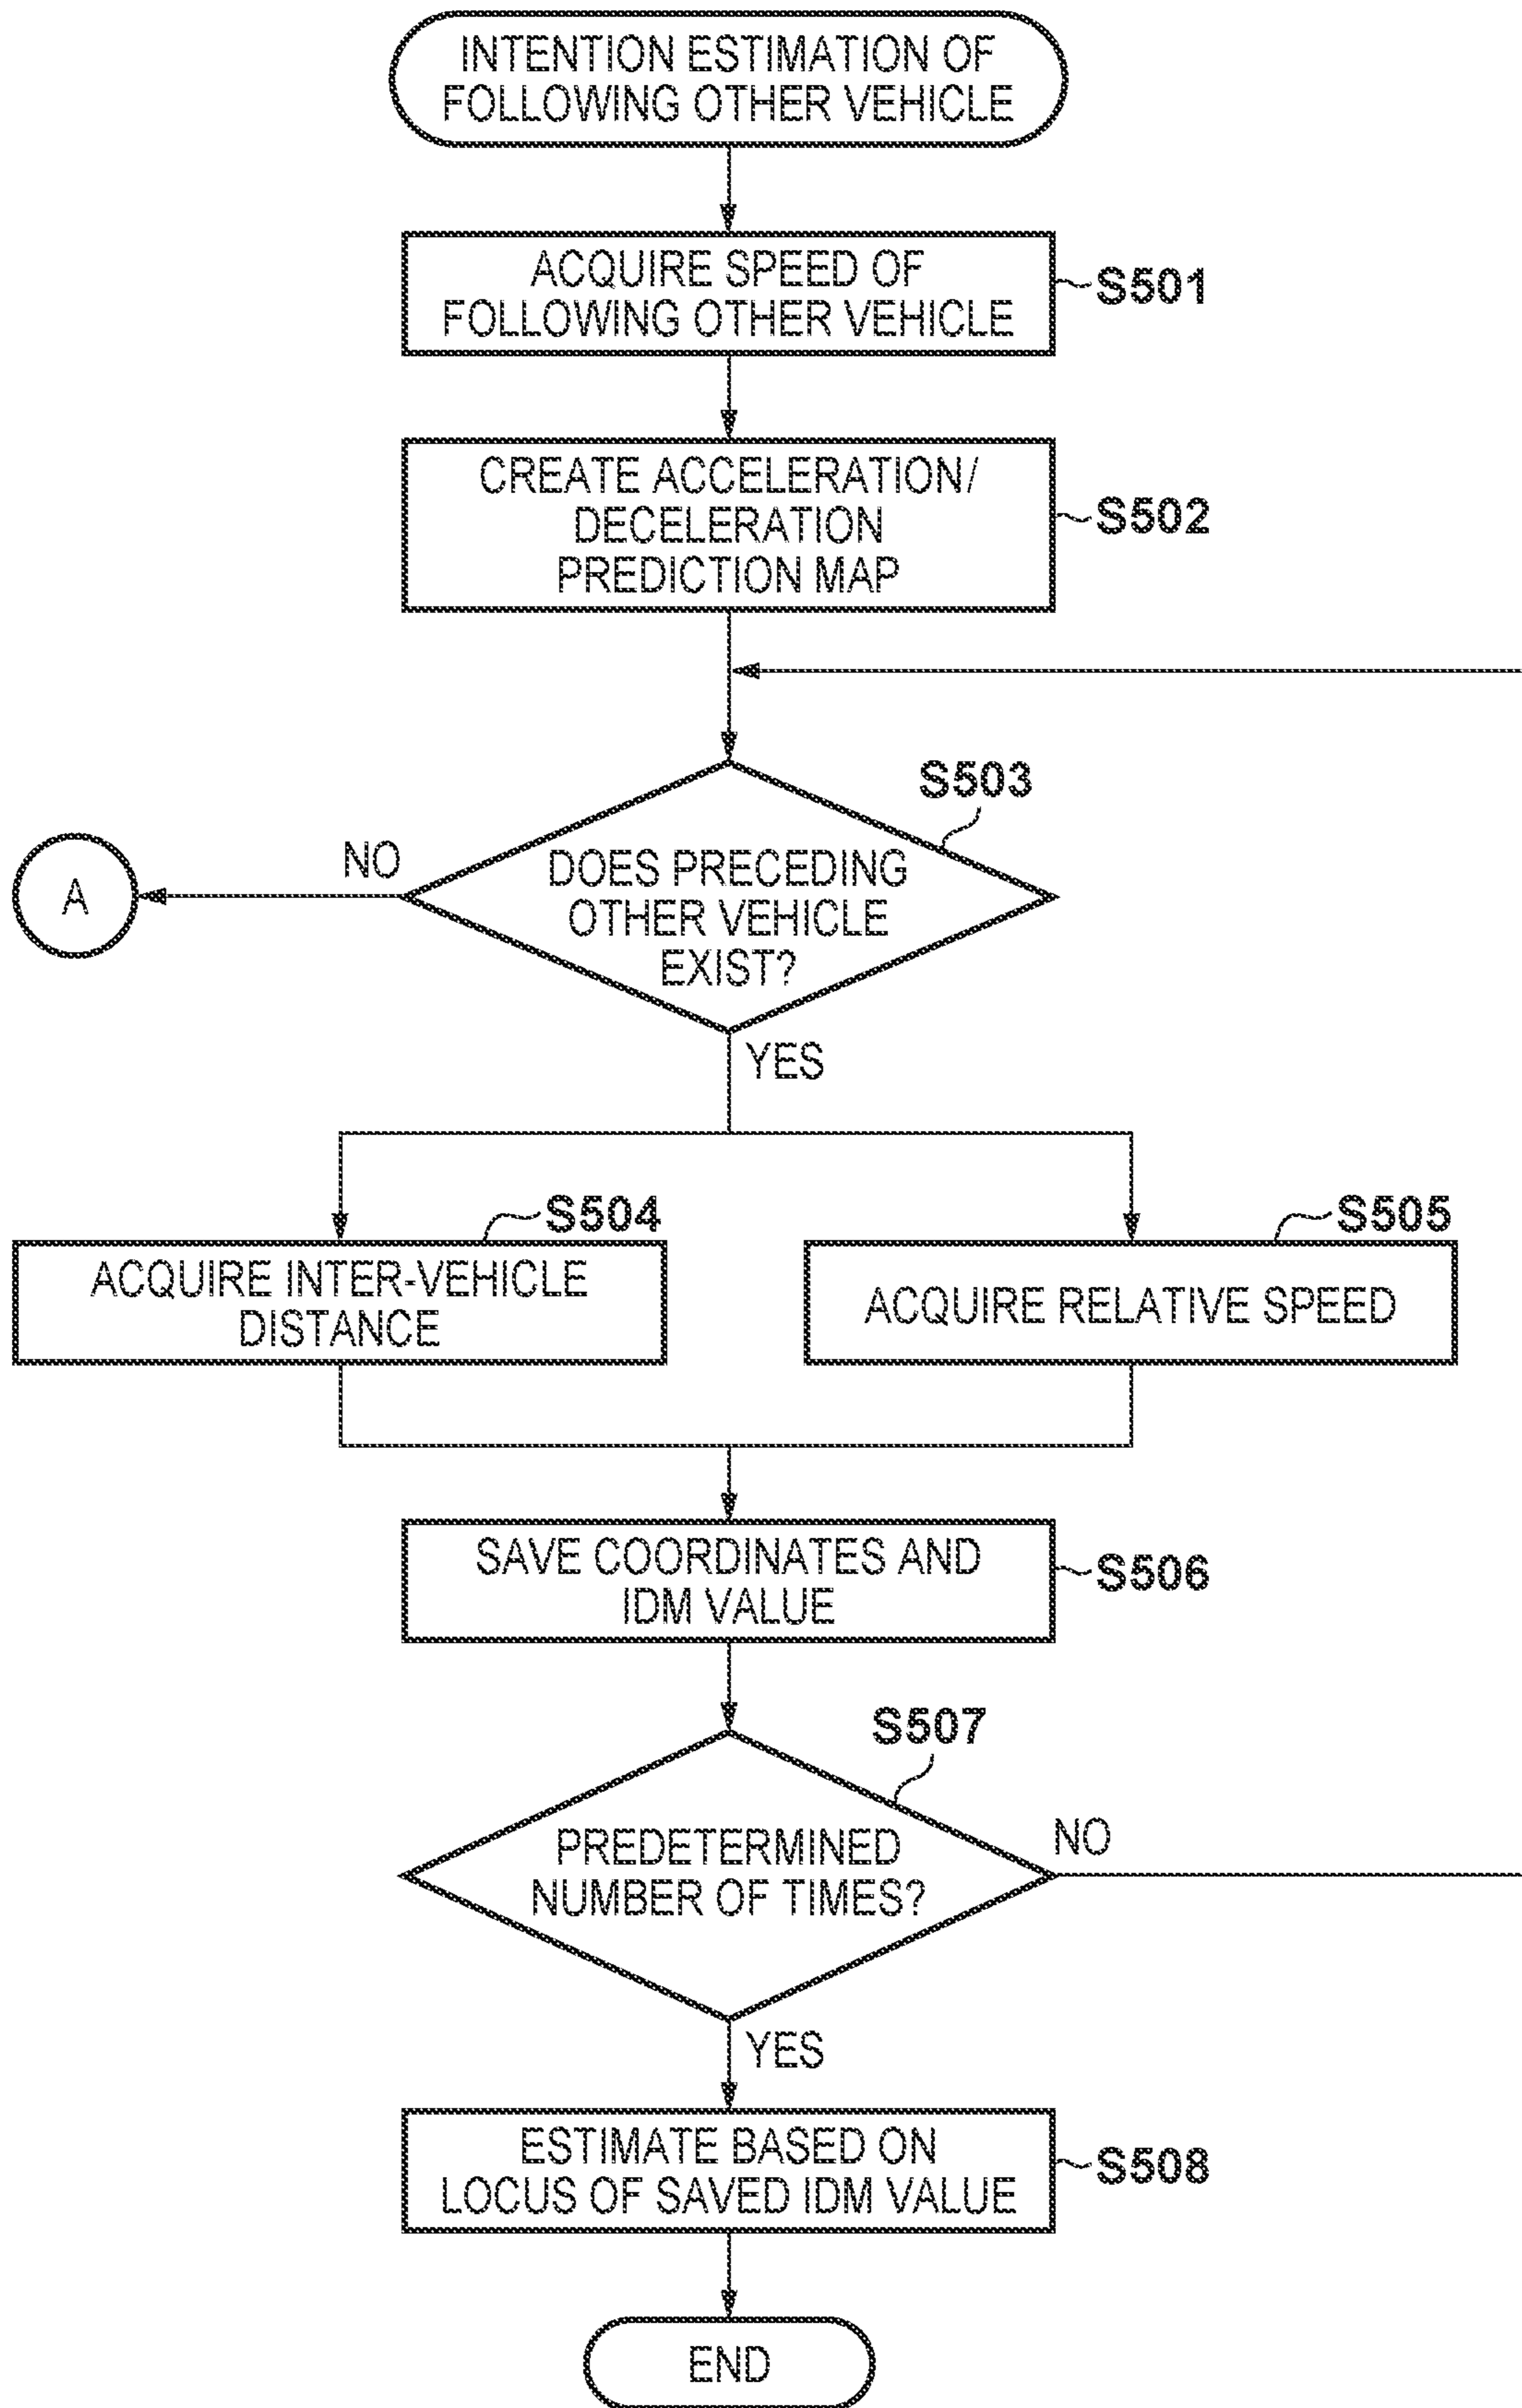 INTENTION ESTIMATION OF
FOLLOWING OTHER VEHICLE
ACQUIRE SPEED OF
FOLLOWING OTHER VEHICLE
S501
CREATE ACCELERATION/
DECELERATION
PREDICTION MAP
S502
S503
NO
A
DOES PRECEDING
OTHER VEHICLE
EXIST?
YES
S504
ACQUIRE INTER-VEHICLE
DISTANCE
S505
ACQUIRE RELATIVE SPEED
SAVE COORDINATES AND
IDM VALUE
S506
S507
PREDETERMINED
NUMBER OF TIMES?
NO
YES
ESTIMATE BASED ON
LOCUS OF SAVED IDM VALUE
S508
END